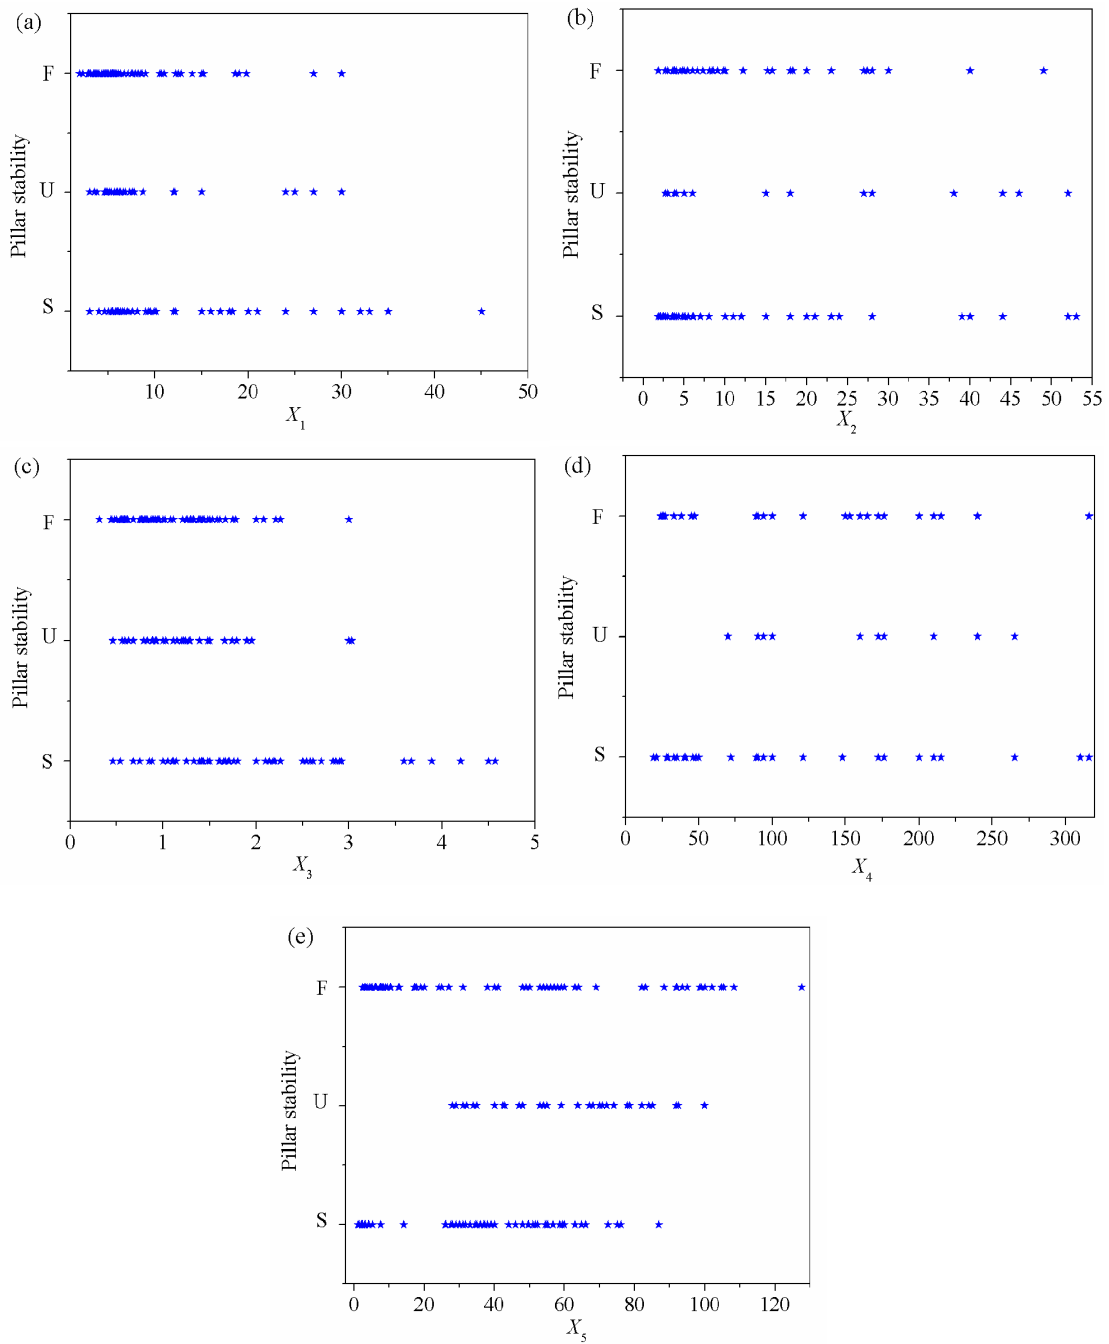 (a)
F
U
S
Pillar stability
10 20 30 40 50
X1
(b)
F
U
S
Pillar stability
0 5 10 15 20 25 30 35 40 45 50 55
X2
(c)
F
U
S
Pillar stability
0 1 2 3 4 5
X3
(d)
F
U
S
Pillar stability
0 50 100 150 200 250 300
X4
(e)
F
U
S
Pillar stability
0 20 40 60 80 100 120
X5